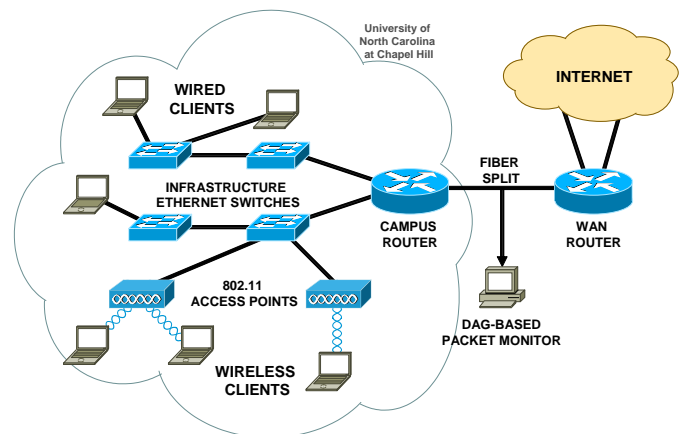 University of
North Carolina
at Chapel Hill
WIRED
CLIENTS
INTERNET
INFRASTRUCTURE
ETHERNET SWITCHES
FIBER
SPLIT
CAMPUS
ROUTER
WAN
ROUTER
802.11
ACCESS POINTS
DAG-BASED
PACKET MONITOR
WIRELESS
CLIENTS